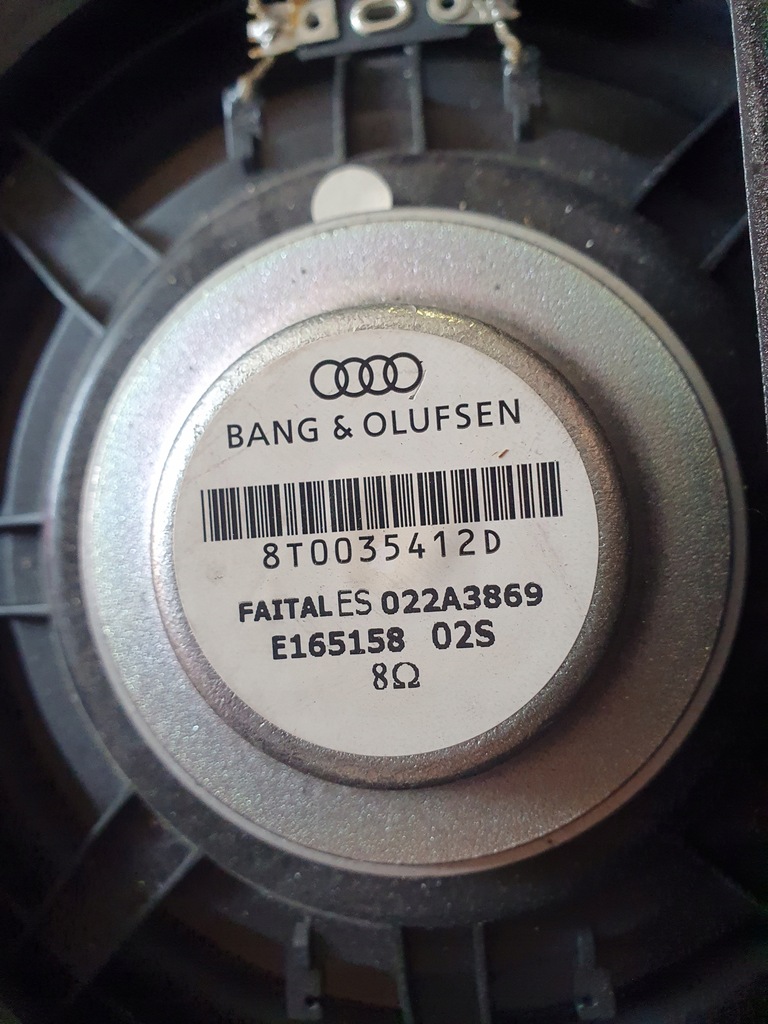 BANG & OLUFSEN
8T0035412D
FAITAL ES 022A3869
E165158 02S
8Ω